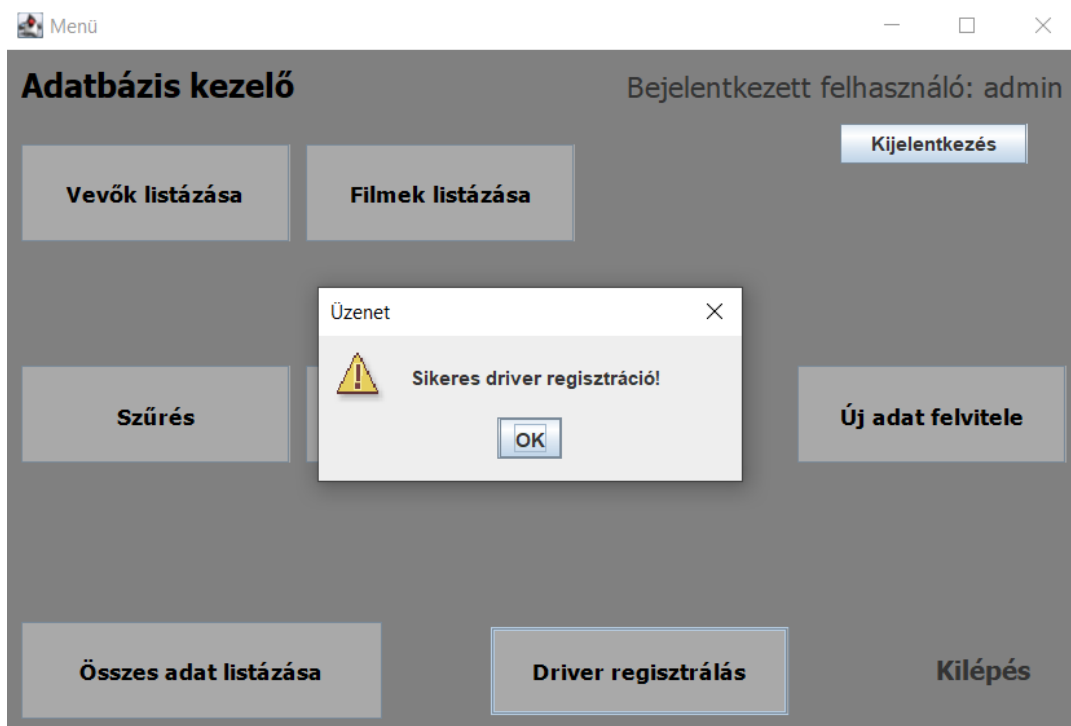 Menü
Adatbázis kezelő
Bejelentkezett felhasználó: admin
Kijelentkezés
Vevők listázása
Filmek listázása
Üzenet
Sikeres driver regisztráció!
OK
Szűrés
Új adat felvitele
Összes adat listázása
Driver regisztrálás
Kilépés